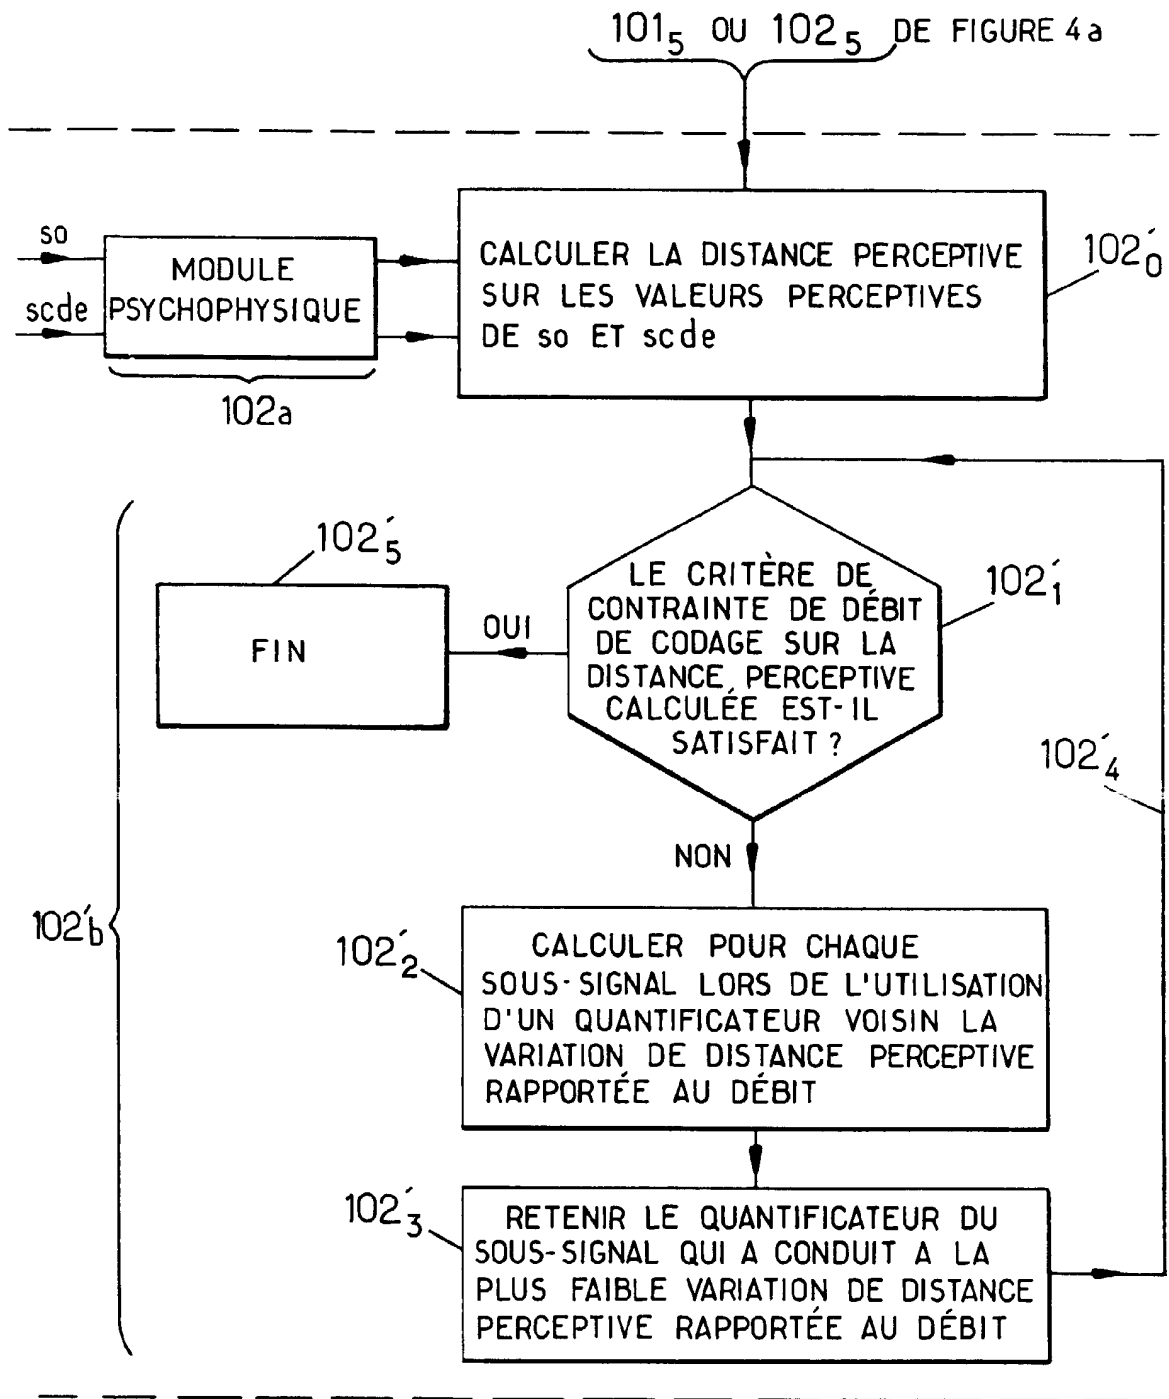 101₅ OU 102₅ DE FIGURE 4a
so
scde
MODULE
PSYCHOPHYSIQUE
102a
CALCULER LA DISTANCE PERCEPTIVE
SUR LES VALEURS PERCEPTIVES
DE so ET scde
102'₀
102'₅
FIN
OUI
LE CRITÈRE DE
CONTRAINTE DE DÉBIT
DE CODAGE SUR LA
DISTANCE PERCEPTIVE
CALCULÉE EST-IL
SATISFAIT ?
102'₁
102'₄
NON
102'b
102'₂
CALCULER POUR CHAQUE
SOUS-SIGNAL LORS DE L'UTILISATION
D'UN QUANTIFICATEUR VOISIN LA
VARIATION DE DISTANCE PERCEPTIVE
RAPPORTÉE AU DÉBIT
102'₃
RETENIR LE QUANTIFICATEUR DU
SOUS-SIGNAL QUI A CONDUIT A LA
PLUS FAIBLE VARIATION DE DISTANCE
PERCEPTIVE RAPPORTÉE AU DÉBIT